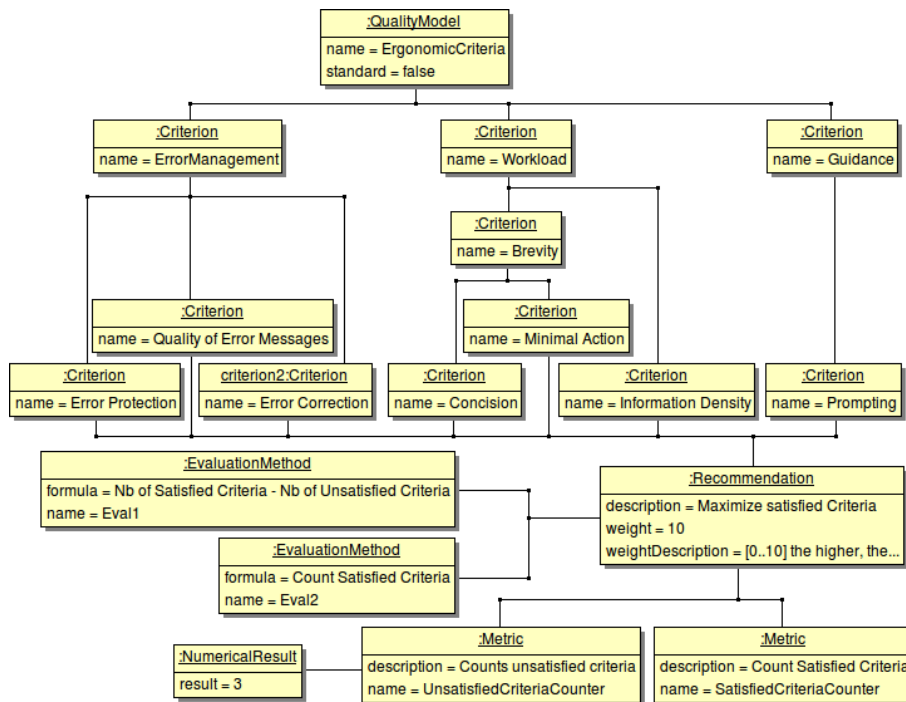 :QualityModel
name = ErgonomicCriteria
standard = false
:Criterion
name = ErrorManagement
:Criterion
name = Workload
:Criterion
name = Guidance
:Criterion
name = Brevity
:Criterion
name = Quality of Error Messages
:Criterion
name = Minimal Action
:Criterion
name = Error Protection
criterion2:Criterion
name = Error Correction
:Criterion
name = Concision
:Criterion
name = Information Density
:Criterion
name = Prompting
:EvaluationMethod
formula = Nb of Satisfied Criteria - Nb of Unsatisfied Criteria
name = Eval1
:Recommendation
description = Maximize satisfied Criteria
weight = 10
weightDescription = [0..10] the higher, the...
:EvaluationMethod
formula = Count Satisfied Criteria
name = Eval2
:NumericalResult
result = 3
:Metric
description = Counts unsatisfied criteria
name = UnsatisfiedCriteriaCounter
:Metric
description = Count Satisfied Criteria
name = SatisfiedCriteriaCounter